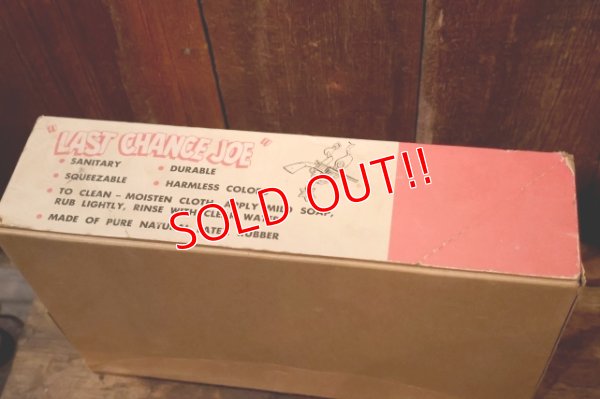 "LAST CHANCE JOE"
• SANITARY • DURABLE
• SQUEEZABLE • HARMLESS COLOR
• TO CLEAN – MOISTEN CLOTH, APPLY MILD SOAP,
RUB LIGHTLY, RINSE WITH CLEAR WATER
• MADE OF PURE NATURAL LATEX RUBBER
SOLD OUT!!